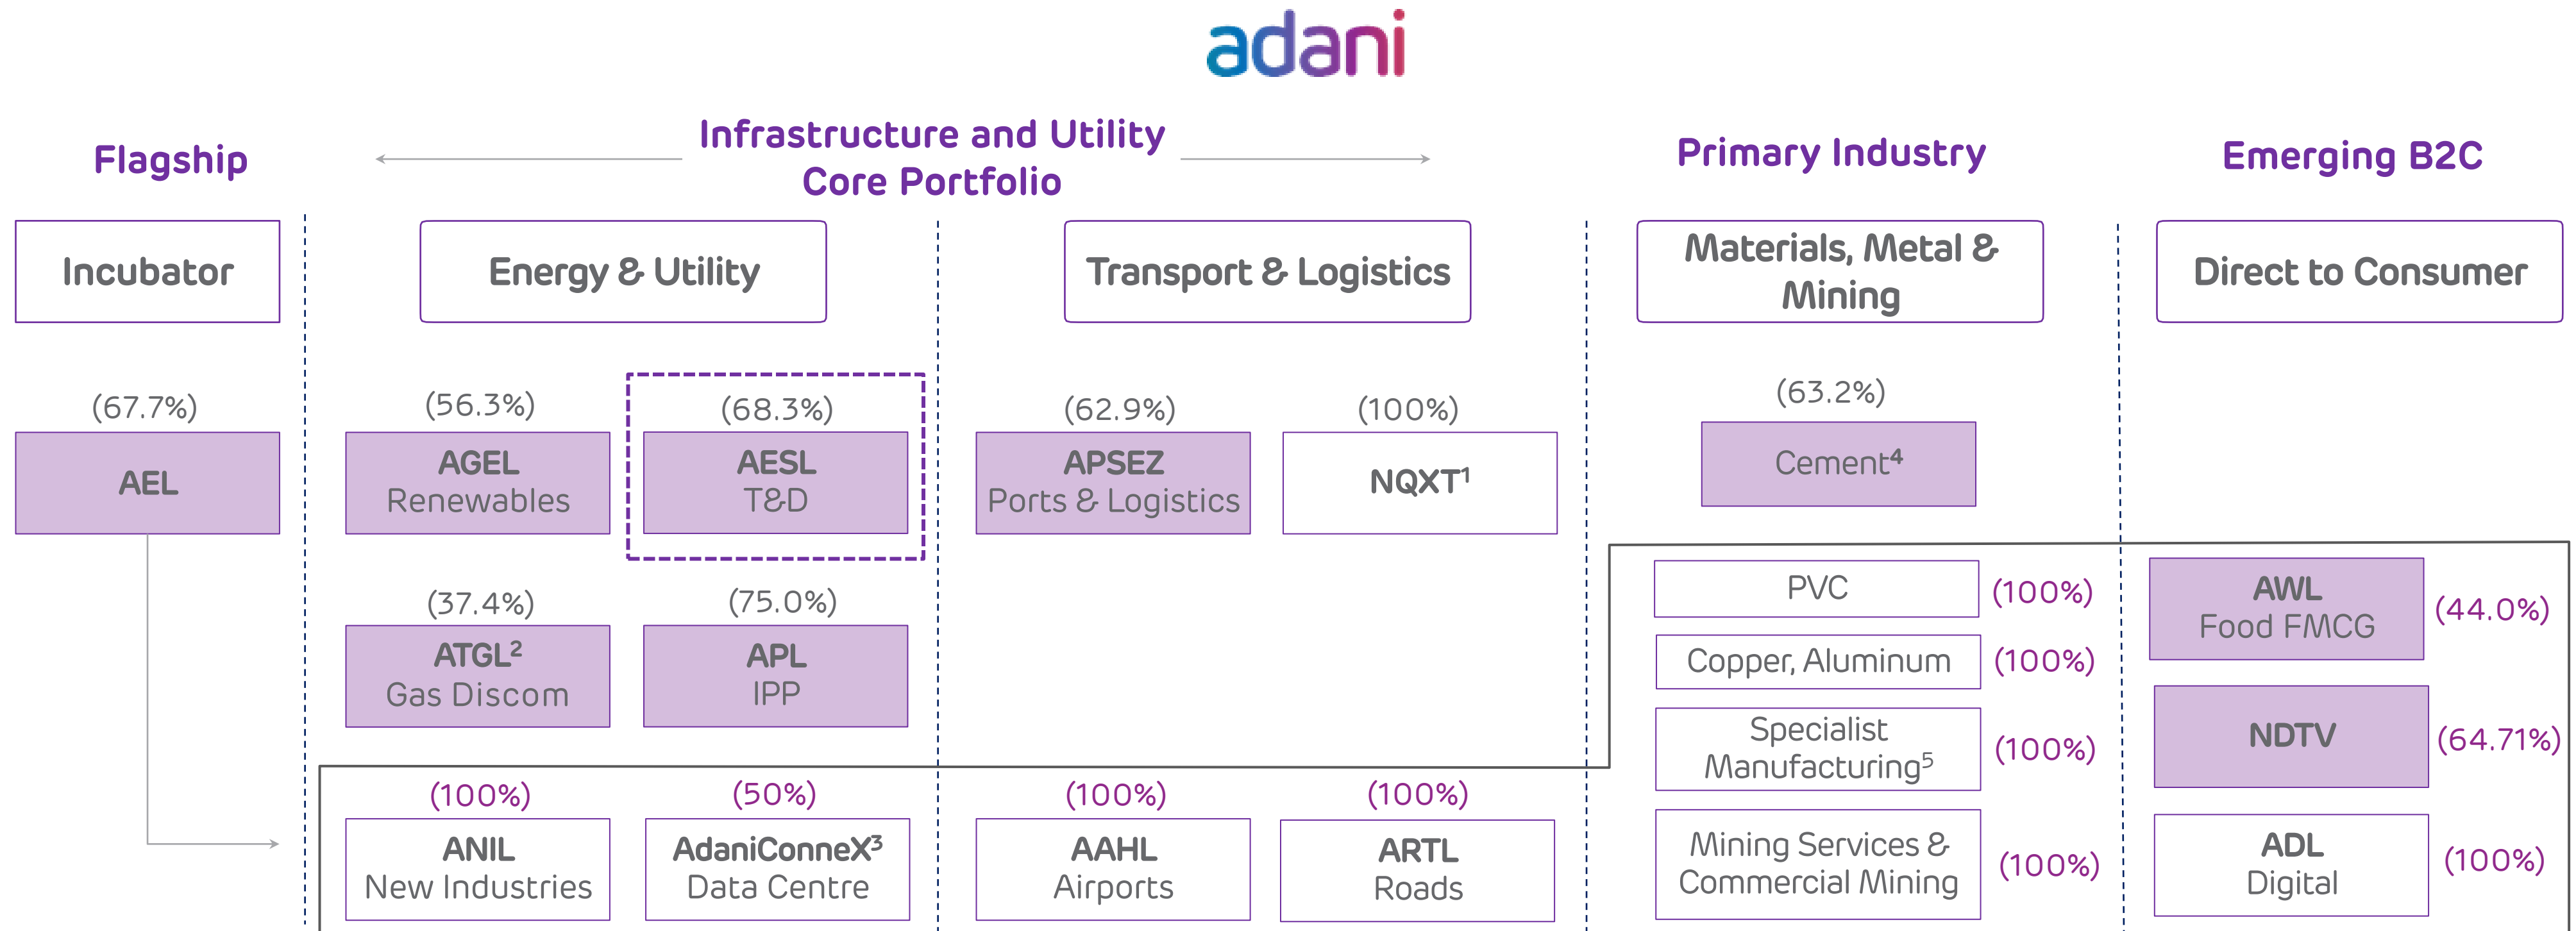 adani
Flagship
Infrastructure and Utility
Core Portfolio
Primary Industry
Emerging B2C
Incubator
Energy & Utility
Transport & Logistics
Materials, Metal &
Mining
Direct to Consumer
(67.7%)
AEL
(56.3%)
AGEL
Renewables
(68.3%)
AESL
T&D
(62.9%)
APSEZ
Ports & Logistics
(100%)
NQXT¹
(63.2%)
Cement⁴
(37.4%)
ATGL²
Gas Discom
(75.0%)
APL
IPP
PVC
(100%)
Copper, Aluminum
(100%)
Specialist
Manufacturing⁵
(100%)
Mining Services &
Commercial Mining
(100%)
AWL
Food FMCG
(44.0%)
NDTV
(64.71%)
ADL
Digital
(100%)
(100%)
ANIL
New Industries
(50%)
AdaniConneX³
Data Centre
(100%)
AAHL
Airports
(100%)
ARTL
Roads